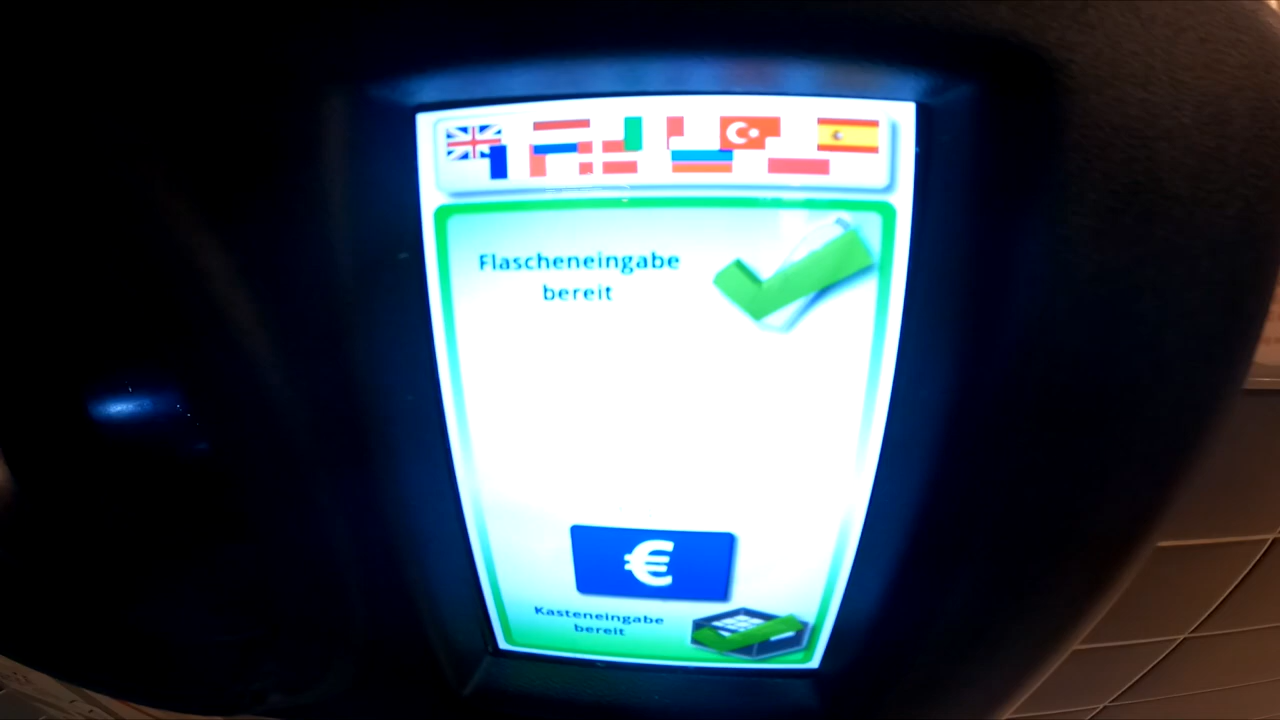 Flascheneingabe
bereit
€
Kasteneingabe
bereit